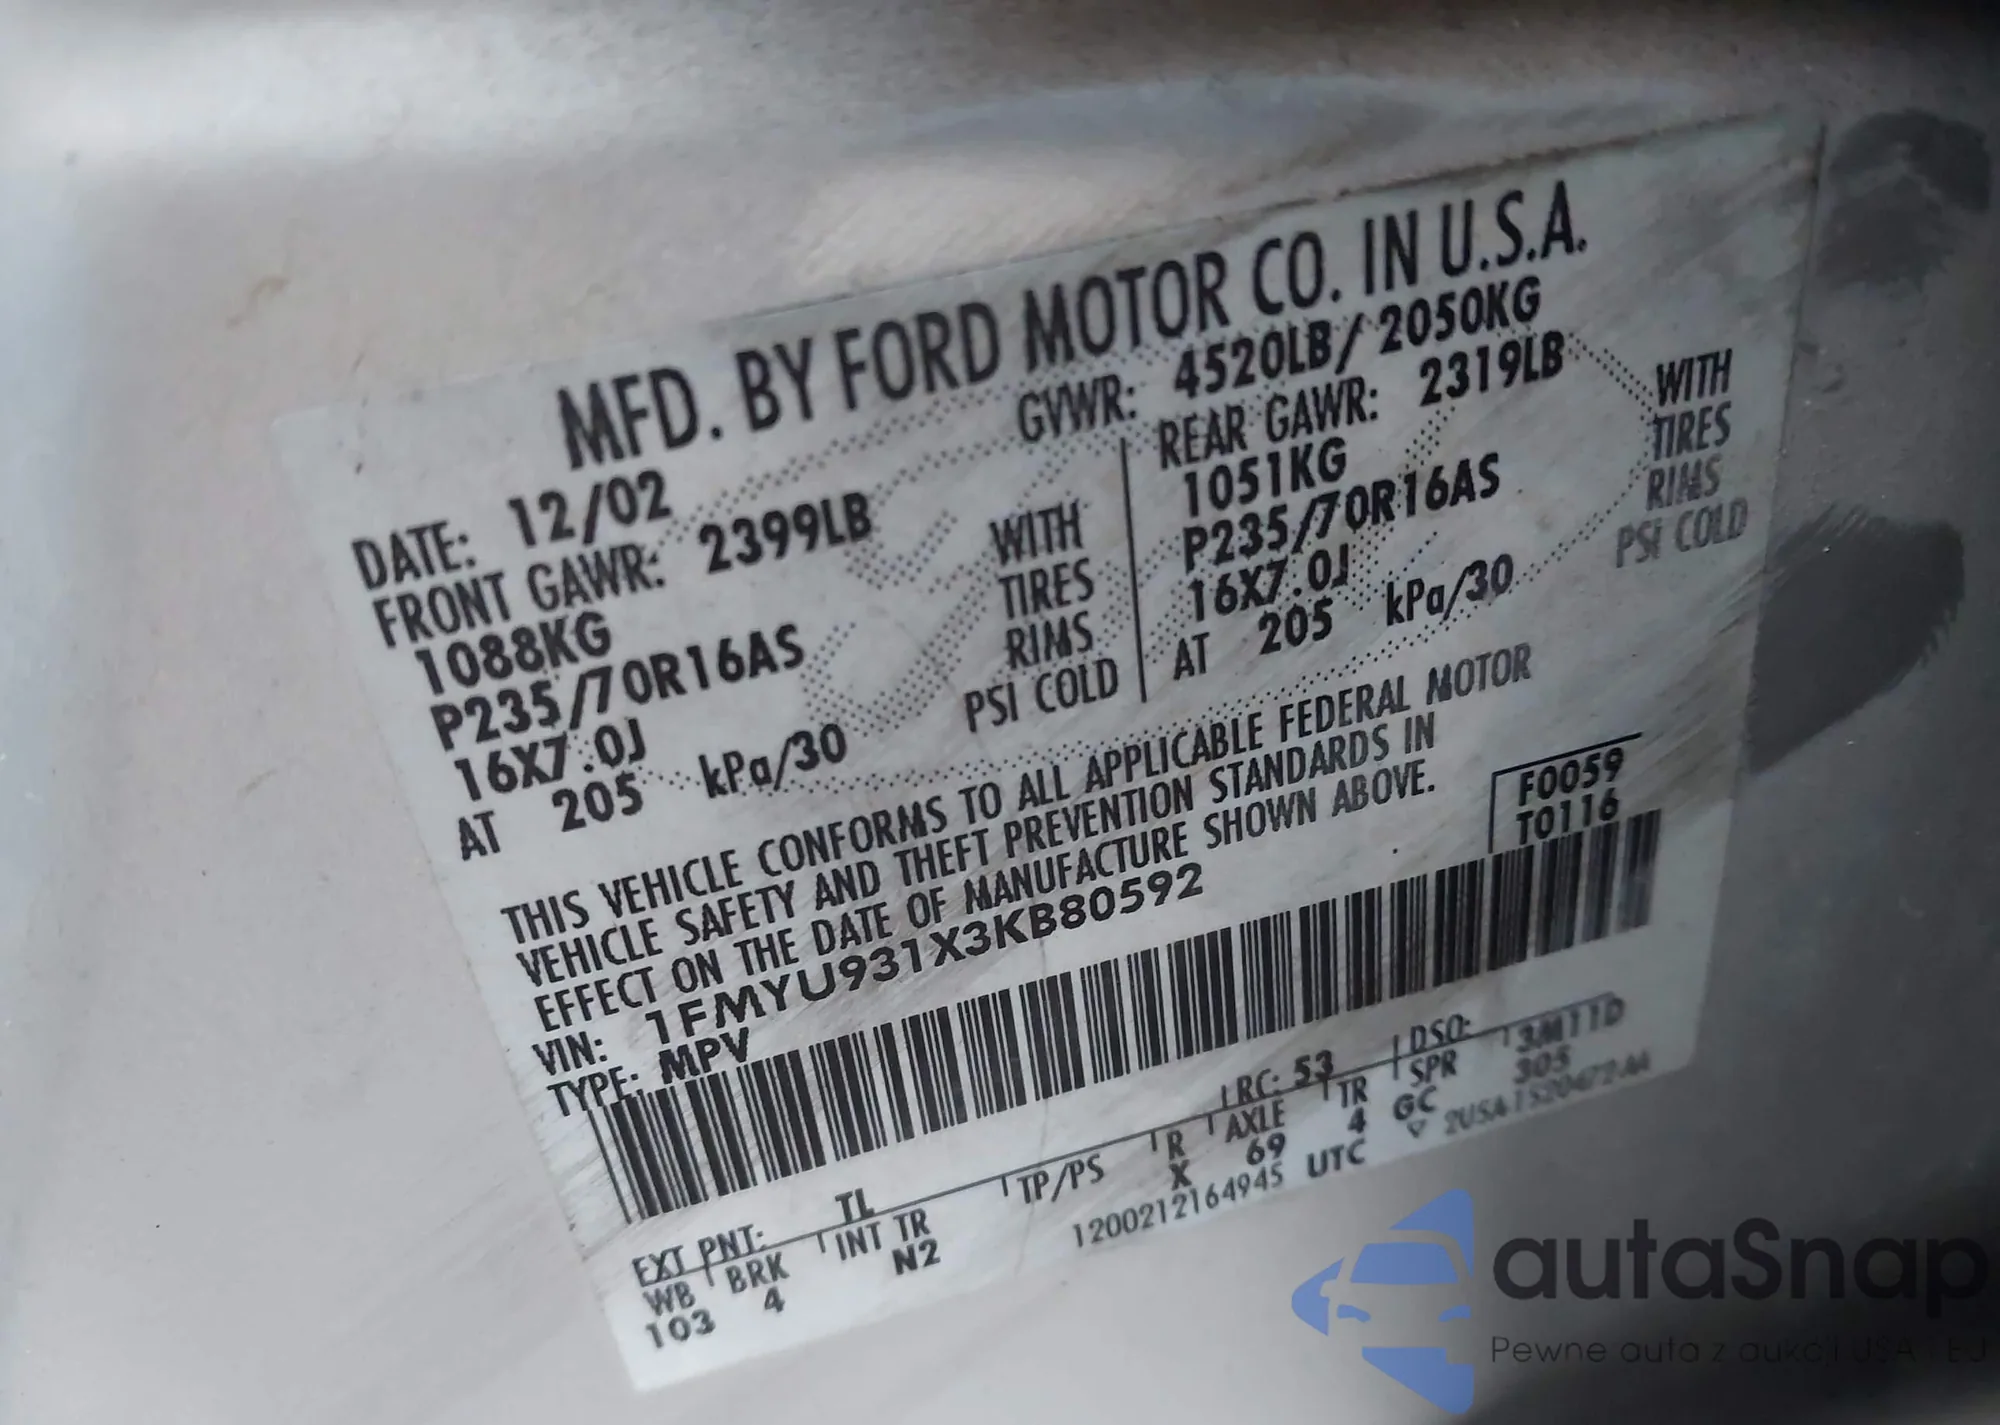 MFD. BY FORD MOTOR CO. IN U.S.A.
DATE: 12/02 GVWR: 4520LB/ 2050KG
FRONT GAWR: 2399LB REAR GAWR: 2319LB
1088KG WITH 1051KG WITH
P235/70R16AS TIRES P235/70R16AS TIRES
16X7.0J RIMS 16X7.0J RIMS
AT 205 kPa/30 PSI COLD AT 205 kPa/30 PSI COLD
THIS VEHICLE CONFORMS TO ALL APPLICABLE FEDERAL MOTOR
VEHICLE SAFETY AND THEFT PREVENTION STANDARDS IN
EFFECT ON THE DATE OF MANUFACTURE SHOWN ABOVE.
VIN: 1FMYU931X3KB80592 F0059
TYPE: MPV T0116
EXT PNT: TL RC: 53 DSO:
WB BRK INT TR TP/PS R AXLE TR SPR 3M11D
103 4 N2 X 69 4 GC 305
1200212164945 UTC
autaSnap
Pewne auta z aukcji USA EU